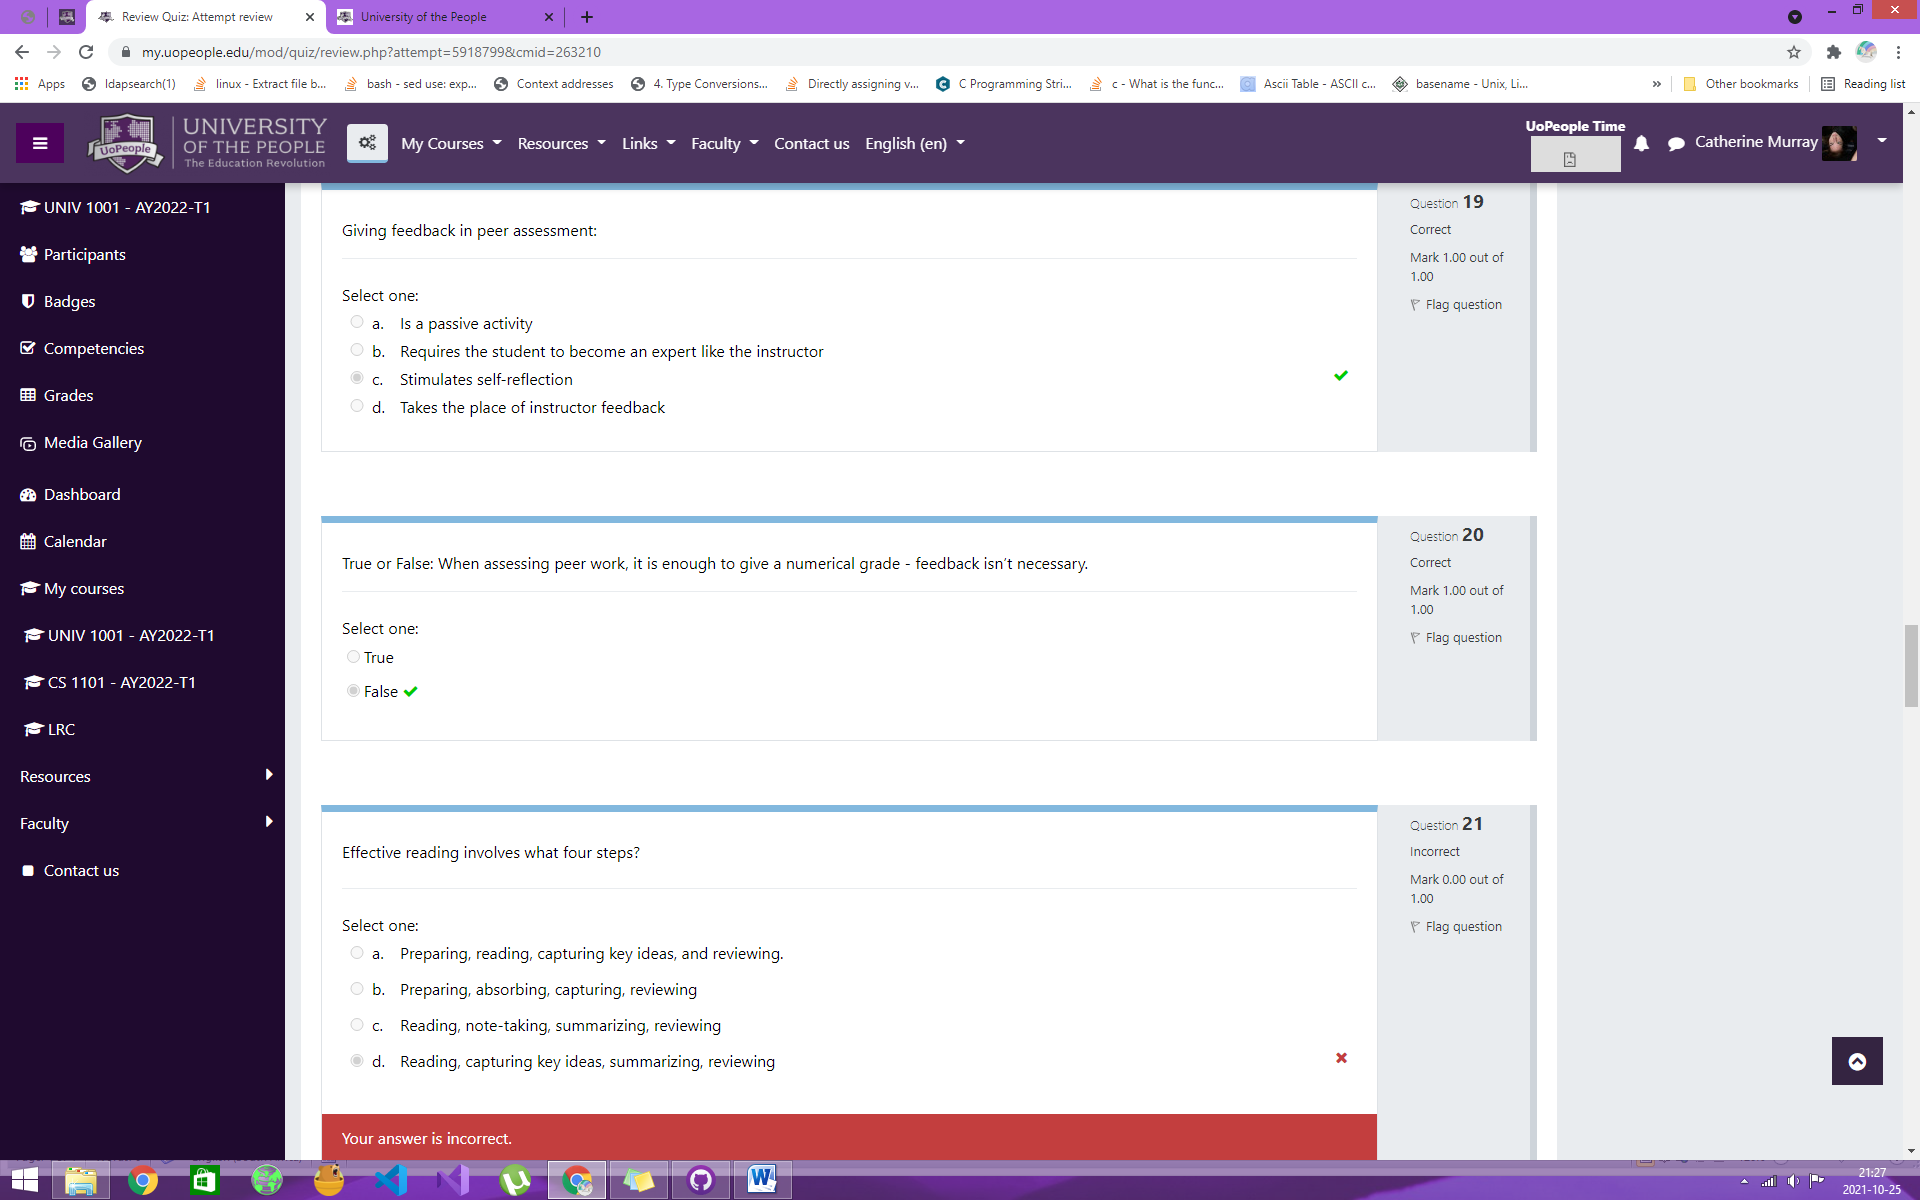 Review Quiz: Attempt review
University of the People
my.uopeople.edu/mod/quiz/review.php?attempt=5918799&cmid=263210
Apps
ldapsearch(1)
linux - Extract file b...
bash - sed use: exp...
Context addresses
4. Type Conversions...
Directly assigning v...
C Programming Stri...
c - What is the func...
Ascii Table - ASCII c...
basename - Unix, Li...
»
Other bookmarks
Reading list
UoPeople
UNIVERSITY
OF THE PEOPLE
The Education Revolution
My Courses
Resources
Links
Faculty
Contact us
English (en)
UoPeople Time
Catherine Murray
UNIV 1001 - AY2022-T1
Participants
Badges
Competencies
Grades
Media Gallery
Dashboard
Calendar
My courses
UNIV 1001 - AY2022-T1
CS 1101 - AY2022-T1
LRC
Resources
Faculty
Contact us
Giving feedback in peer assessment:
Select one:
a. Is a passive activity
b. Requires the student to become an expert like the instructor
c. Stimulates self-reflection
d. Takes the place of instructor feedback
Question 19
Correct
Mark 1.00 out of
1.00
Flag question
True or False: When assessing peer work, it is enough to give a numerical grade - feedback isn’t necessary.
Select one:
True
False
Question 20
Correct
Mark 1.00 out of
1.00
Flag question
Effective reading involves what four steps?
Select one:
a. Preparing, reading, capturing key ideas, and reviewing.
b. Preparing, absorbing, capturing, reviewing
c. Reading, note-taking, summarizing, reviewing
d. Reading, capturing key ideas, summarizing, reviewing
Your answer is incorrect.
Question 21
Incorrect
Mark 0.00 out of
1.00
Flag question
21:27
2021-10-25